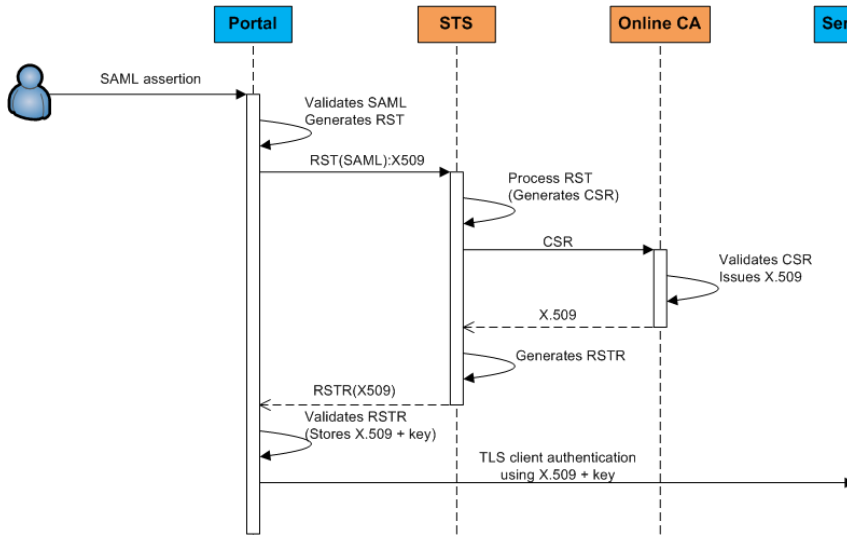 Portal
STS
Online CA
Ser
SAML assertion
Validates SAML
Generates RST
RST(SAML):X509
Process RST
(Generates CSR)
CSR
Validates CSR
Issues X.509
X.509
Generates RSTR
RSTR(X509)
Validates RSTR
(Stores X.509 + key)
TLS client authentication
using X.509 + key